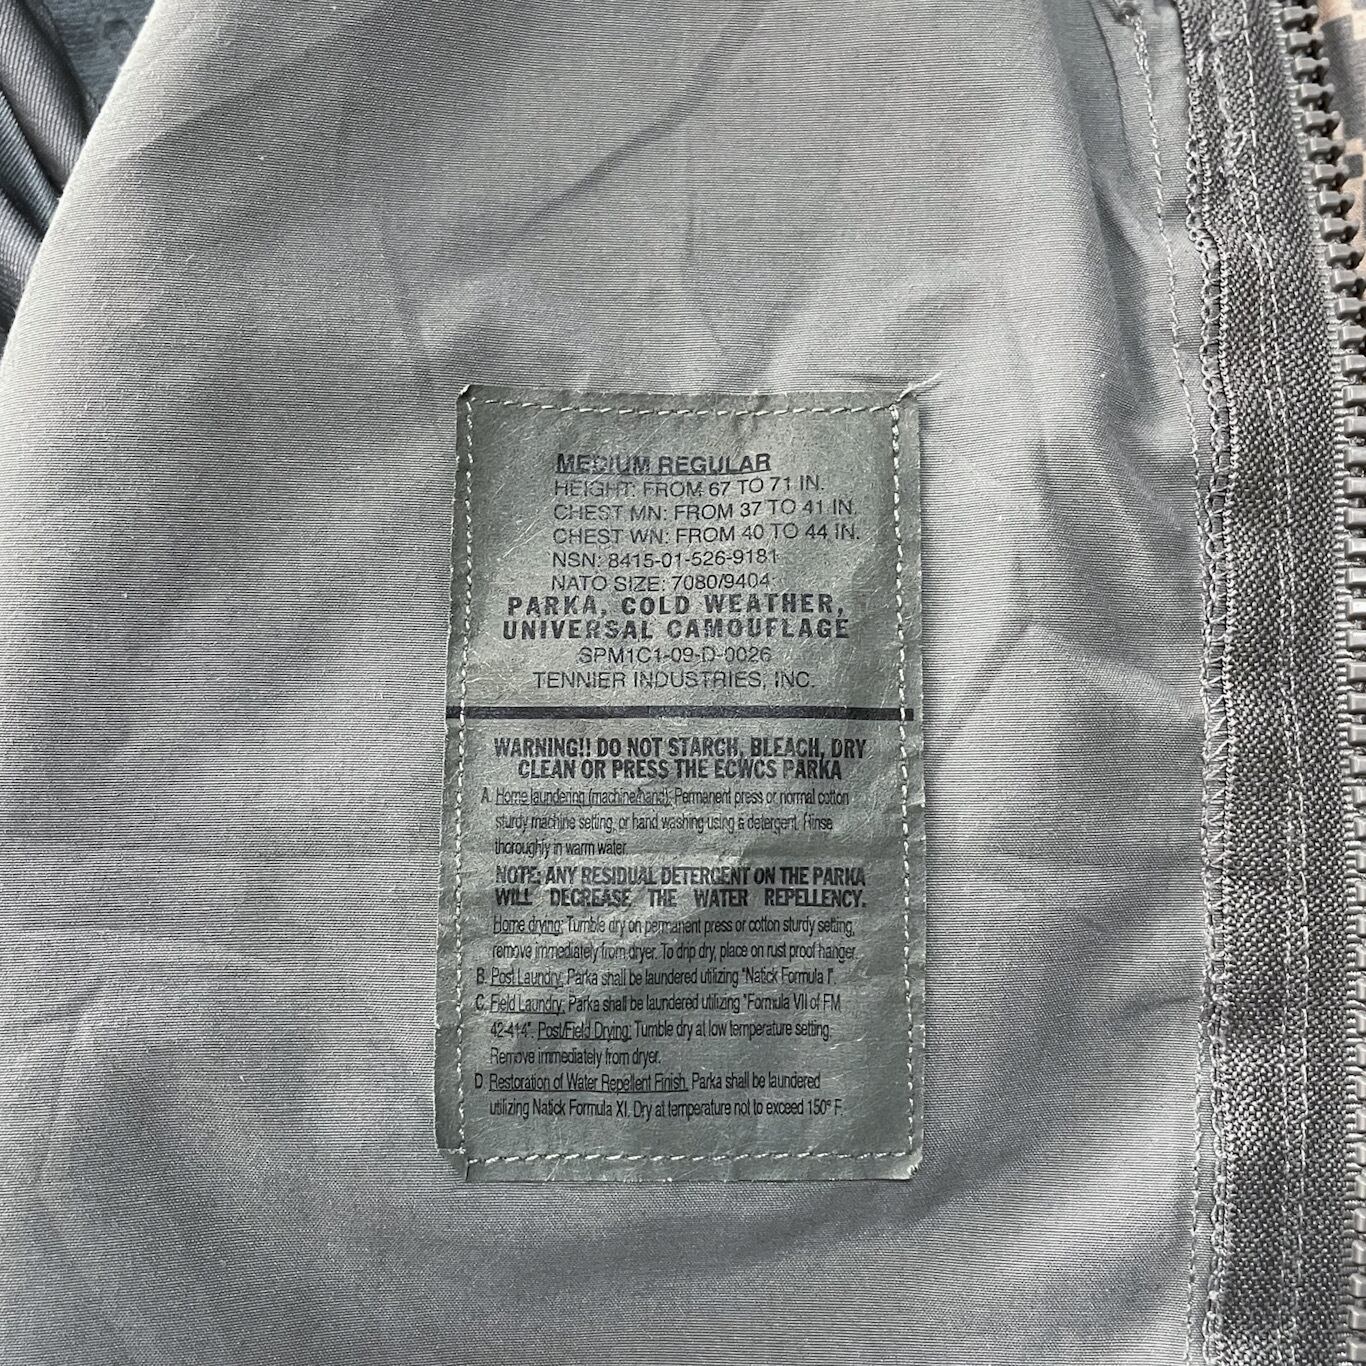 MEDIUM REGULAR
HEIGHT: FROM 67 TO 71 IN.
CHEST MN: FROM 37 TO 41 IN.
CHEST WN: FROM 40 TO 44 IN.
NSN: 8415-01-526-9181
NATO SIZE: 7080/9404
PARKA, COLD WEATHER,
UNIVERSAL CAMOUFLAGE
SPM1C1-09-D-0026
TENNIER INDUSTRIES, INC.
WARNING!! DO NOT STARCH, BLEACH, DRY
CLEAN OR PRESS THE ECWCS PARKA
A. Home laundering (machine/hand): Permanent press or normal cotton
sturdy machine setting, or hand washing using a detergent. Rinse
thoroughly in warm water.
NOTE: ANY RESIDUAL DETERGENT ON THE PARKA
WILL DECREASE THE WATER REPELLENCY.
Home drying: Tumble dry on permanent press or cotton sturdy setting,
remove immediately from dryer. To drip dry, place on rust proof hanger.
B. Post Laundry: Parka shall be laundered utilizing "Natick Formula I".
C. Field Laundry: Parka shall be laundered utilizing "Formula VII of FM
42-414". Post/Field Drying: Tumble dry at low temperature setting.
Remove immediately from dryer.
D. Restoration of Water Repellent Finish. Parka shall be laundered
utilizing Natick Formula XI. Dry at temperature not to exceed 150° F.